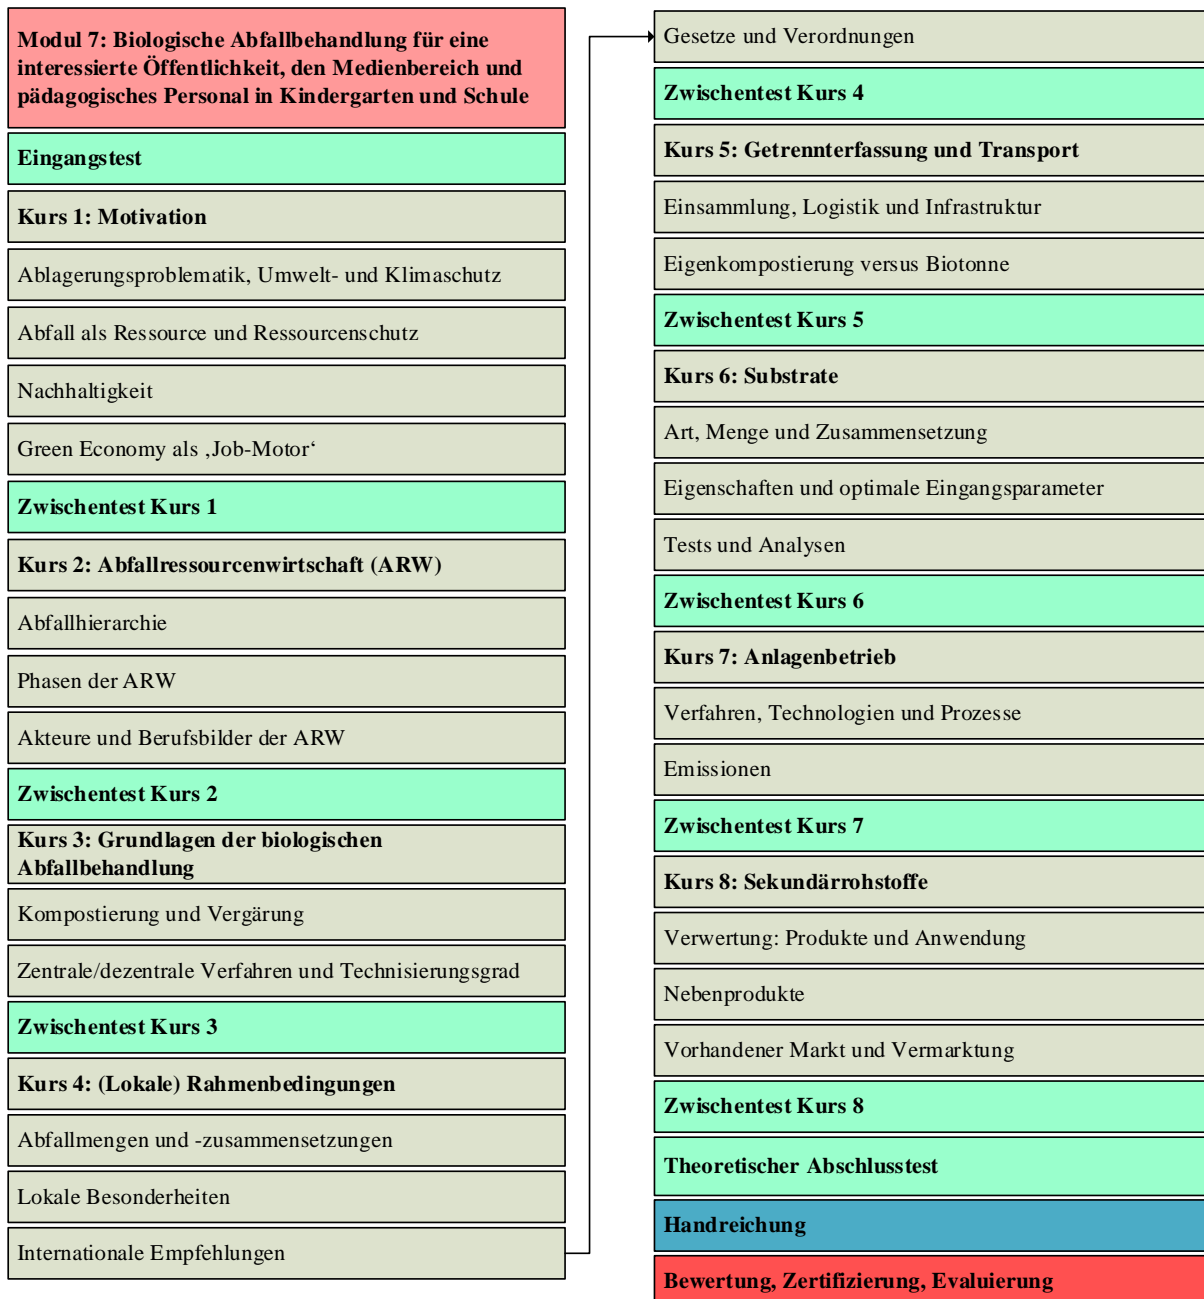 Modul 7: Biologische Abfallbehandlung für eine
interessierte Öffentlichkeit, den Medienbereich und
pädagogisches Personal in Kindergarten und Schule
Eingangstest
Kurs 1: Motivation
Ablagerungsproblematik, Umwelt- und Klimaschutz
Abfall als Ressource und Ressourcenschutz
Nachhaltigkeit
Green Economy als ‚Job-Motor‘
Zwischentest Kurs 1
Kurs 2: Abfallressourcenwirtschaft (ARW)
Abfallhierarchie
Phasen der ARW
Akteure und Berufsbilder der ARW
Zwischentest Kurs 2
Kurs 3: Grundlagen der biologischen
Abfallbehandlung
Kompostierung und Vergärung
Zentrale/dezentrale Verfahren und Technisierungsgrad
Zwischentest Kurs 3
Kurs 4: (Lokale) Rahmenbedingungen
Abfallmengen und -zusammensetzungen
Lokale Besonderheiten
Internationale Empfehlungen
Gesetze und Verordnungen
Zwischentest Kurs 4
Kurs 5: Getrennterfassung und Transport
Einsammlung, Logistik und Infrastruktur
Eigenkompostierung versus Biotonne
Zwischentest Kurs 5
Kurs 6: Substrate
Art, Menge und Zusammensetzung
Eigenschaften und optimale Eingangsparameter
Tests und Analysen
Zwischentest Kurs 6
Kurs 7: Anlagenbetrieb
Verfahren, Technologien und Prozesse
Emissionen
Zwischentest Kurs 7
Kurs 8: Sekundärrohstoffe
Verwertung: Produkte und Anwendung
Nebenprodukte
Vorhandener Markt und Vermarktung
Zwischentest Kurs 8
Theoretischer Abschlusstest
Handreichung
Bewertung, Zertifizierung, Evaluierung